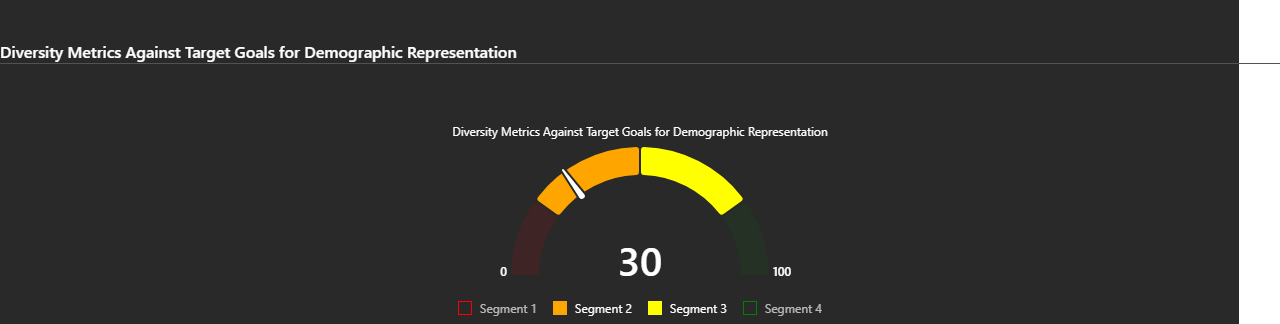 Diversity Metrics Against Target Goals for Demographic Representation
Diversity Metrics Against Target Goals for Demographic Representation
30
0
100
Segment 1
Segment 2
Segment 3
Segment 4